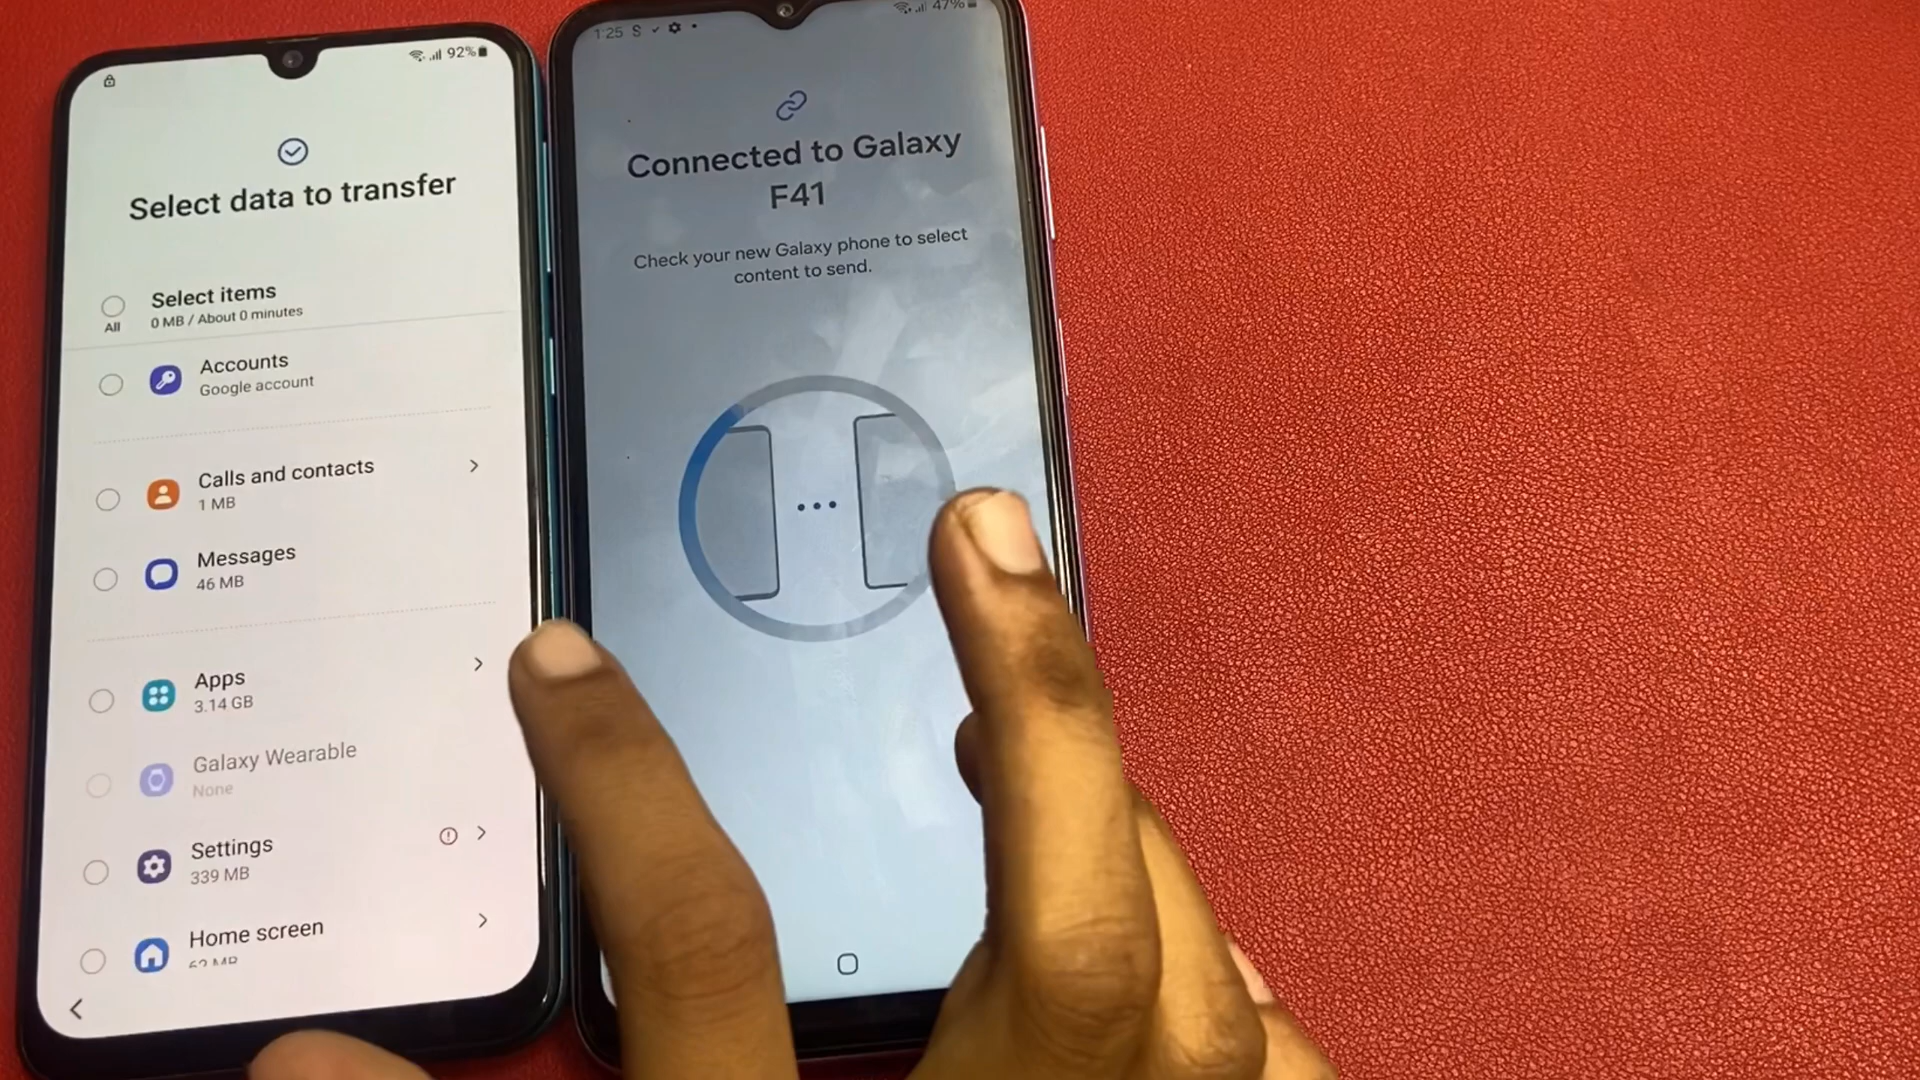 92%
Select data to transfer
Select items
0 MB / About 0 minutes
All
Accounts
Google account
Calls and contacts
1 MB
Messages
46 MB
Apps
3.14 GB
Galaxy Wearable
None
Settings
339 MB
Home screen
1:25
47%
Connected to Galaxy
F41
Check your new Galaxy phone to select
content to send.